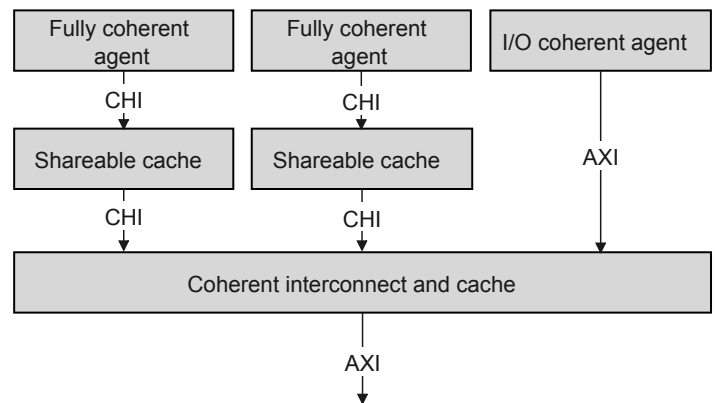 Fully coherent
agent
Fully coherent
agent
I/O coherent agent
CHI
CHI
Shareable cache
Shareable cache
AXI
CHI
CHI
Coherent interconnect and cache
AXI